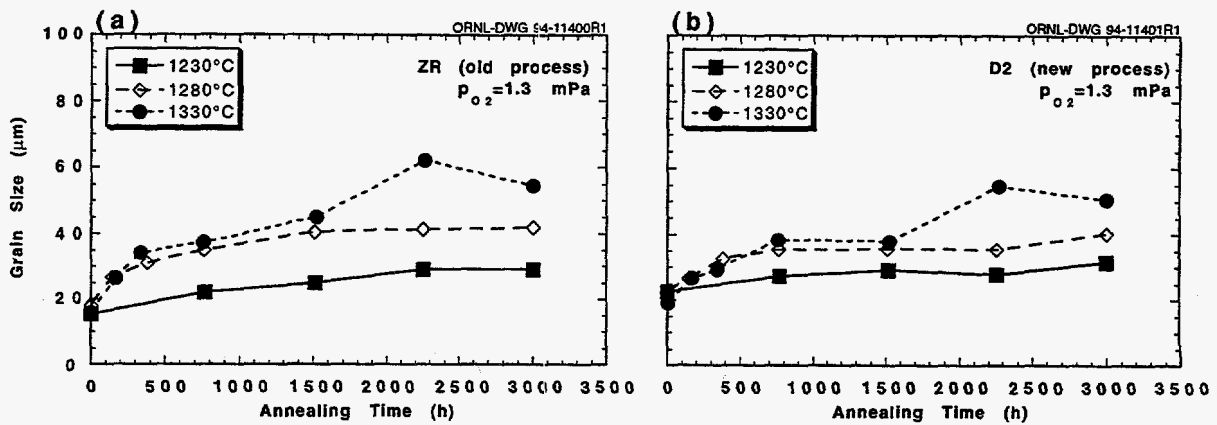 (a)
ORNL-DWG 94-11400R1
1230°C
1280°C
1330°C
ZR (old process)
pO2=1.3 mPa
Grain Size (μm)
100
80
60
40
20
0
0 500 1000 1500 2000 2500 3000 3500
Annealing Time (h)
(b)
ORNL-DWG 94-11401R1
1230°C
1280°C
1330°C
D2 (new process)
pO2=1.3 mPa
0 500 1000 1500 2000 2500 3000 3500
Annealing Time (h)